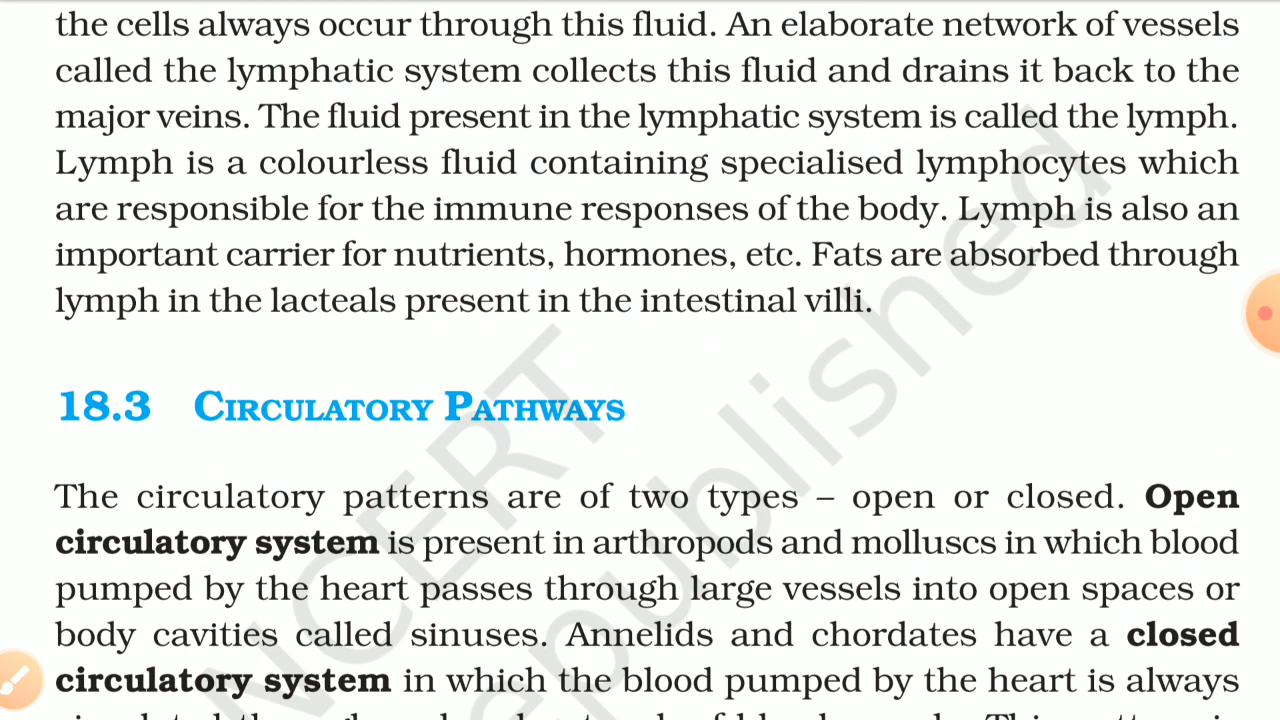 the cells always occur through this fluid. An elaborate network of vessels
called the lymphatic system collects this fluid and drains it back to the
major veins. The fluid present in the lymphatic system is called the lymph.
Lymph is a colourless fluid containing specialised lymphocytes which
are responsible for the immune responses of the body. Lymph is also an
important carrier for nutrients, hormones, etc. Fats are absorbed through
lymph in the lacteals present in the intestinal villi.
18.3 CIRCULATORY PATHWAYS
The circulatory patterns are of two types – open or closed. Open
circulatory system is present in arthropods and molluscs in which blood
pumped by the heart passes through large vessels into open spaces or
body cavities called sinuses. Annelids and chordates have a closed
circulatory system in which the blood pumped by the heart is always
NCERT
republished